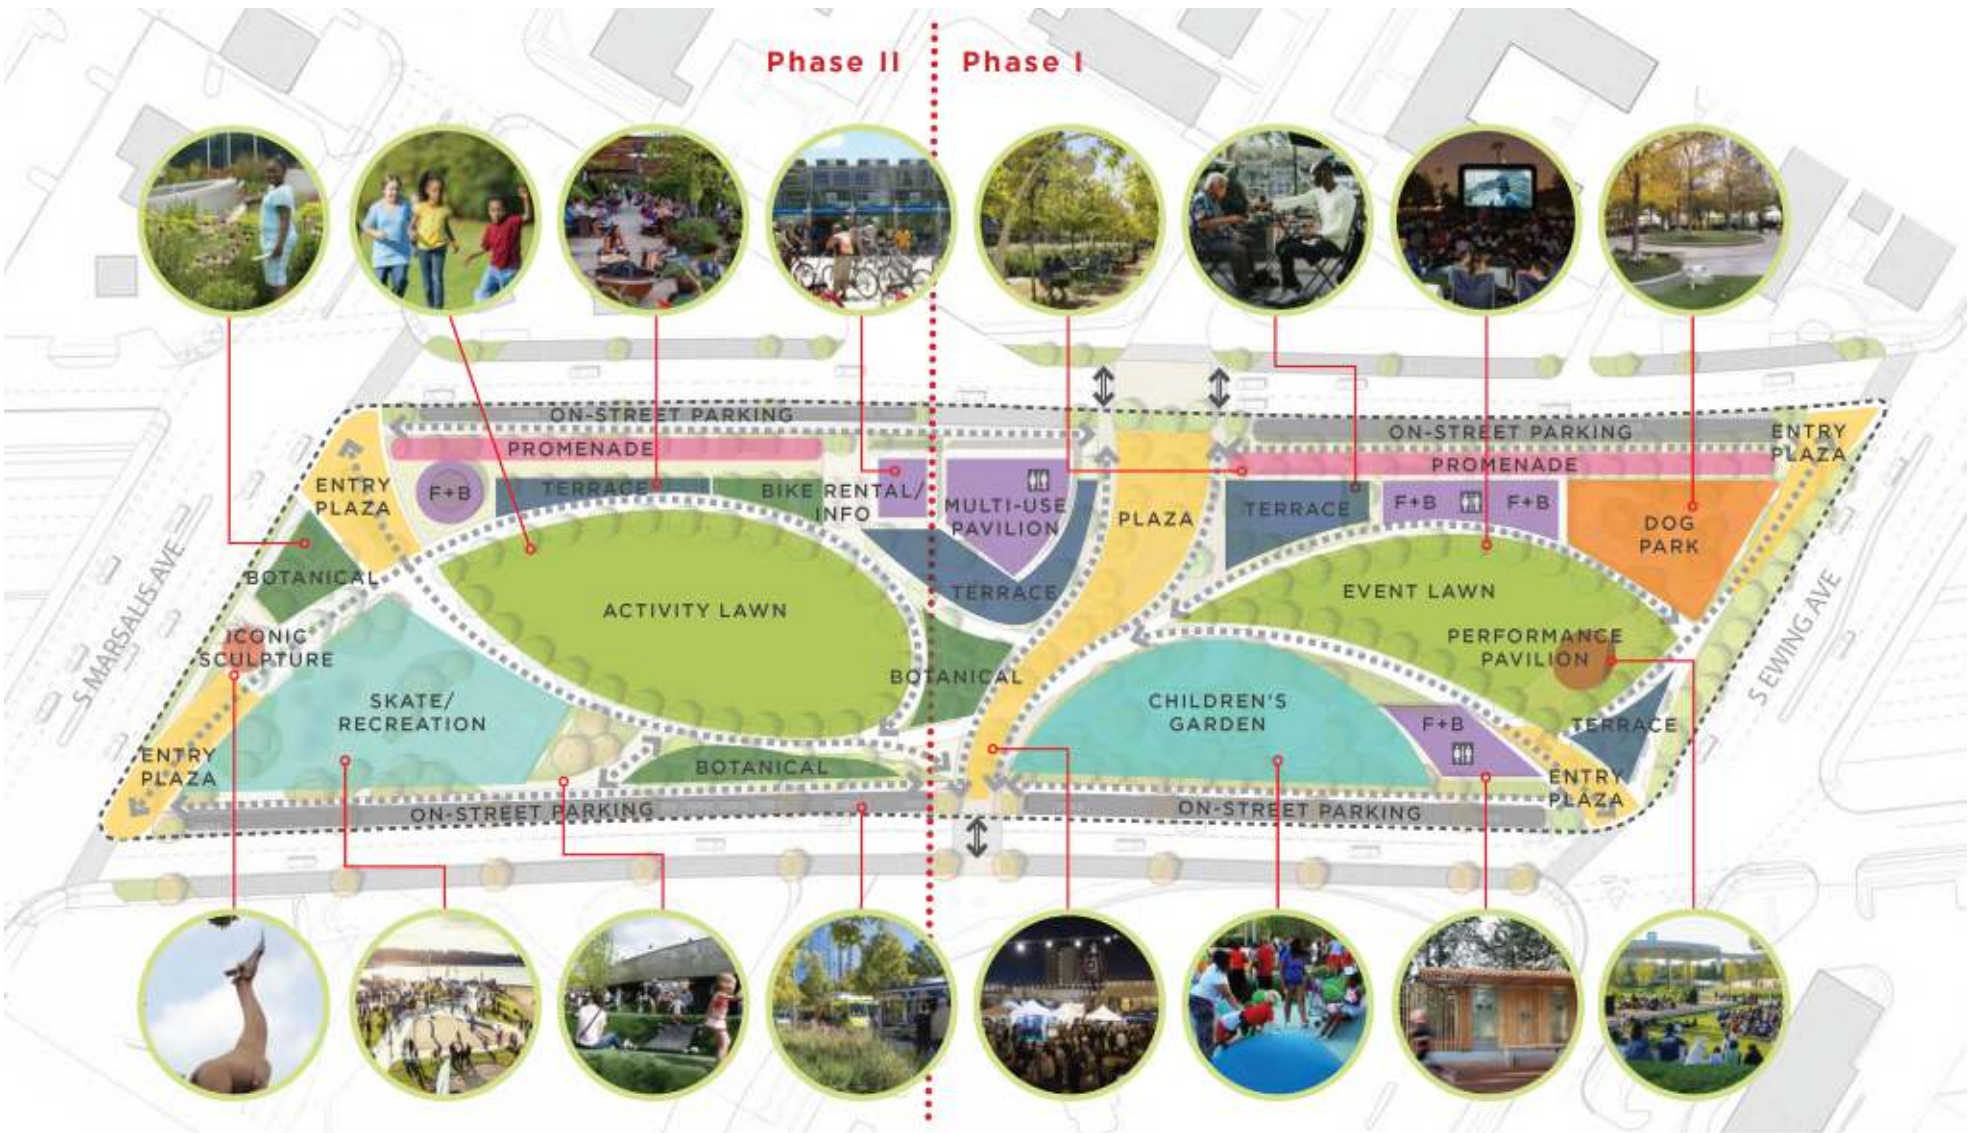 Phase II
Phase I
ON-STREET PARKING
ON-STREET PARKING
ENTRY
PLAZA
PROMENADE
PROMENADE
ENTRY
PLAZA
F+B
TERRACE
BIKE RENTAL/
INFO
MULTI-USE
PAVILION
PLAZA
TERRACE
F+B
F+B
DOG
PARK
BOTANICAL
ACTIVITY LAWN
TERRACE
EVENT LAWN
S MARSALIS AVE
ICONIC
SCULPTURE
PERFORMANCE
PAVILION
S EWING AVE
BOTANICAL
SKATE/
RECREATION
CHILDREN'S
GARDEN
F+B
TERRACE
ENTRY
PLAZA
BOTANICAL
ENTRY
PLAZA
ON-STREET PARKING
ON-STREET PARKING